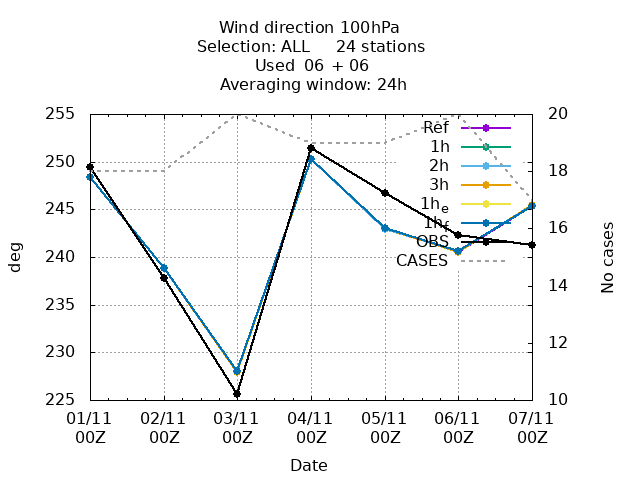 Wind direction 100hPa
Selection: ALL 24 stations
Used 06 + 06
Averaging window: 24h
255
250
245
240
235
230
225
deg
20
18
16
14
12
10
No cases
Ref
1h
2h
3h
1he
1hf
OBS
CASES
01/11 02/11 03/11 04/11 05/11 06/11 07/11
00Z 00Z 00Z 00Z 00Z 00Z 00Z
Date